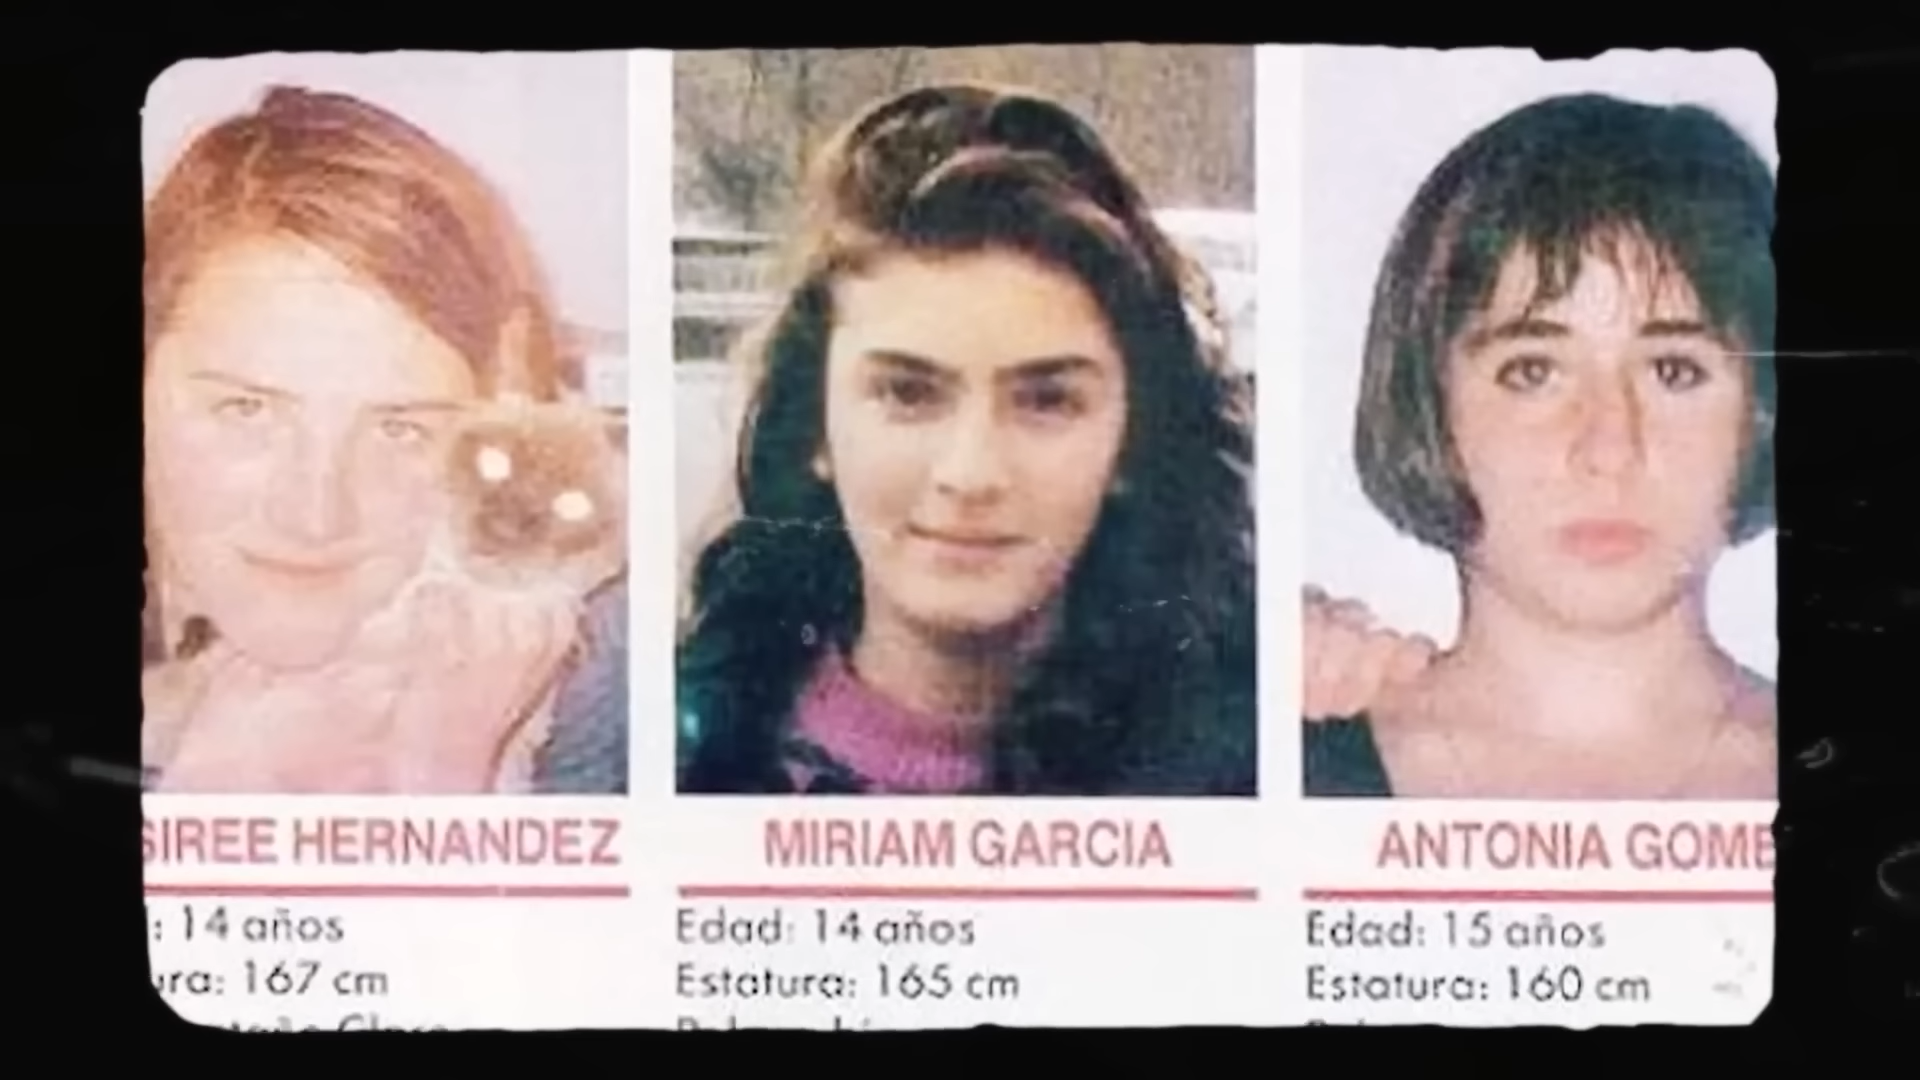 SIREE HERNANDEZ
: 14 años
ura: 167 cm
MIRIAM GARCIA
Edad: 14 años
Estatura: 165 cm
ANTONIA GOME
Edad: 15 años
Estatura: 160 cm